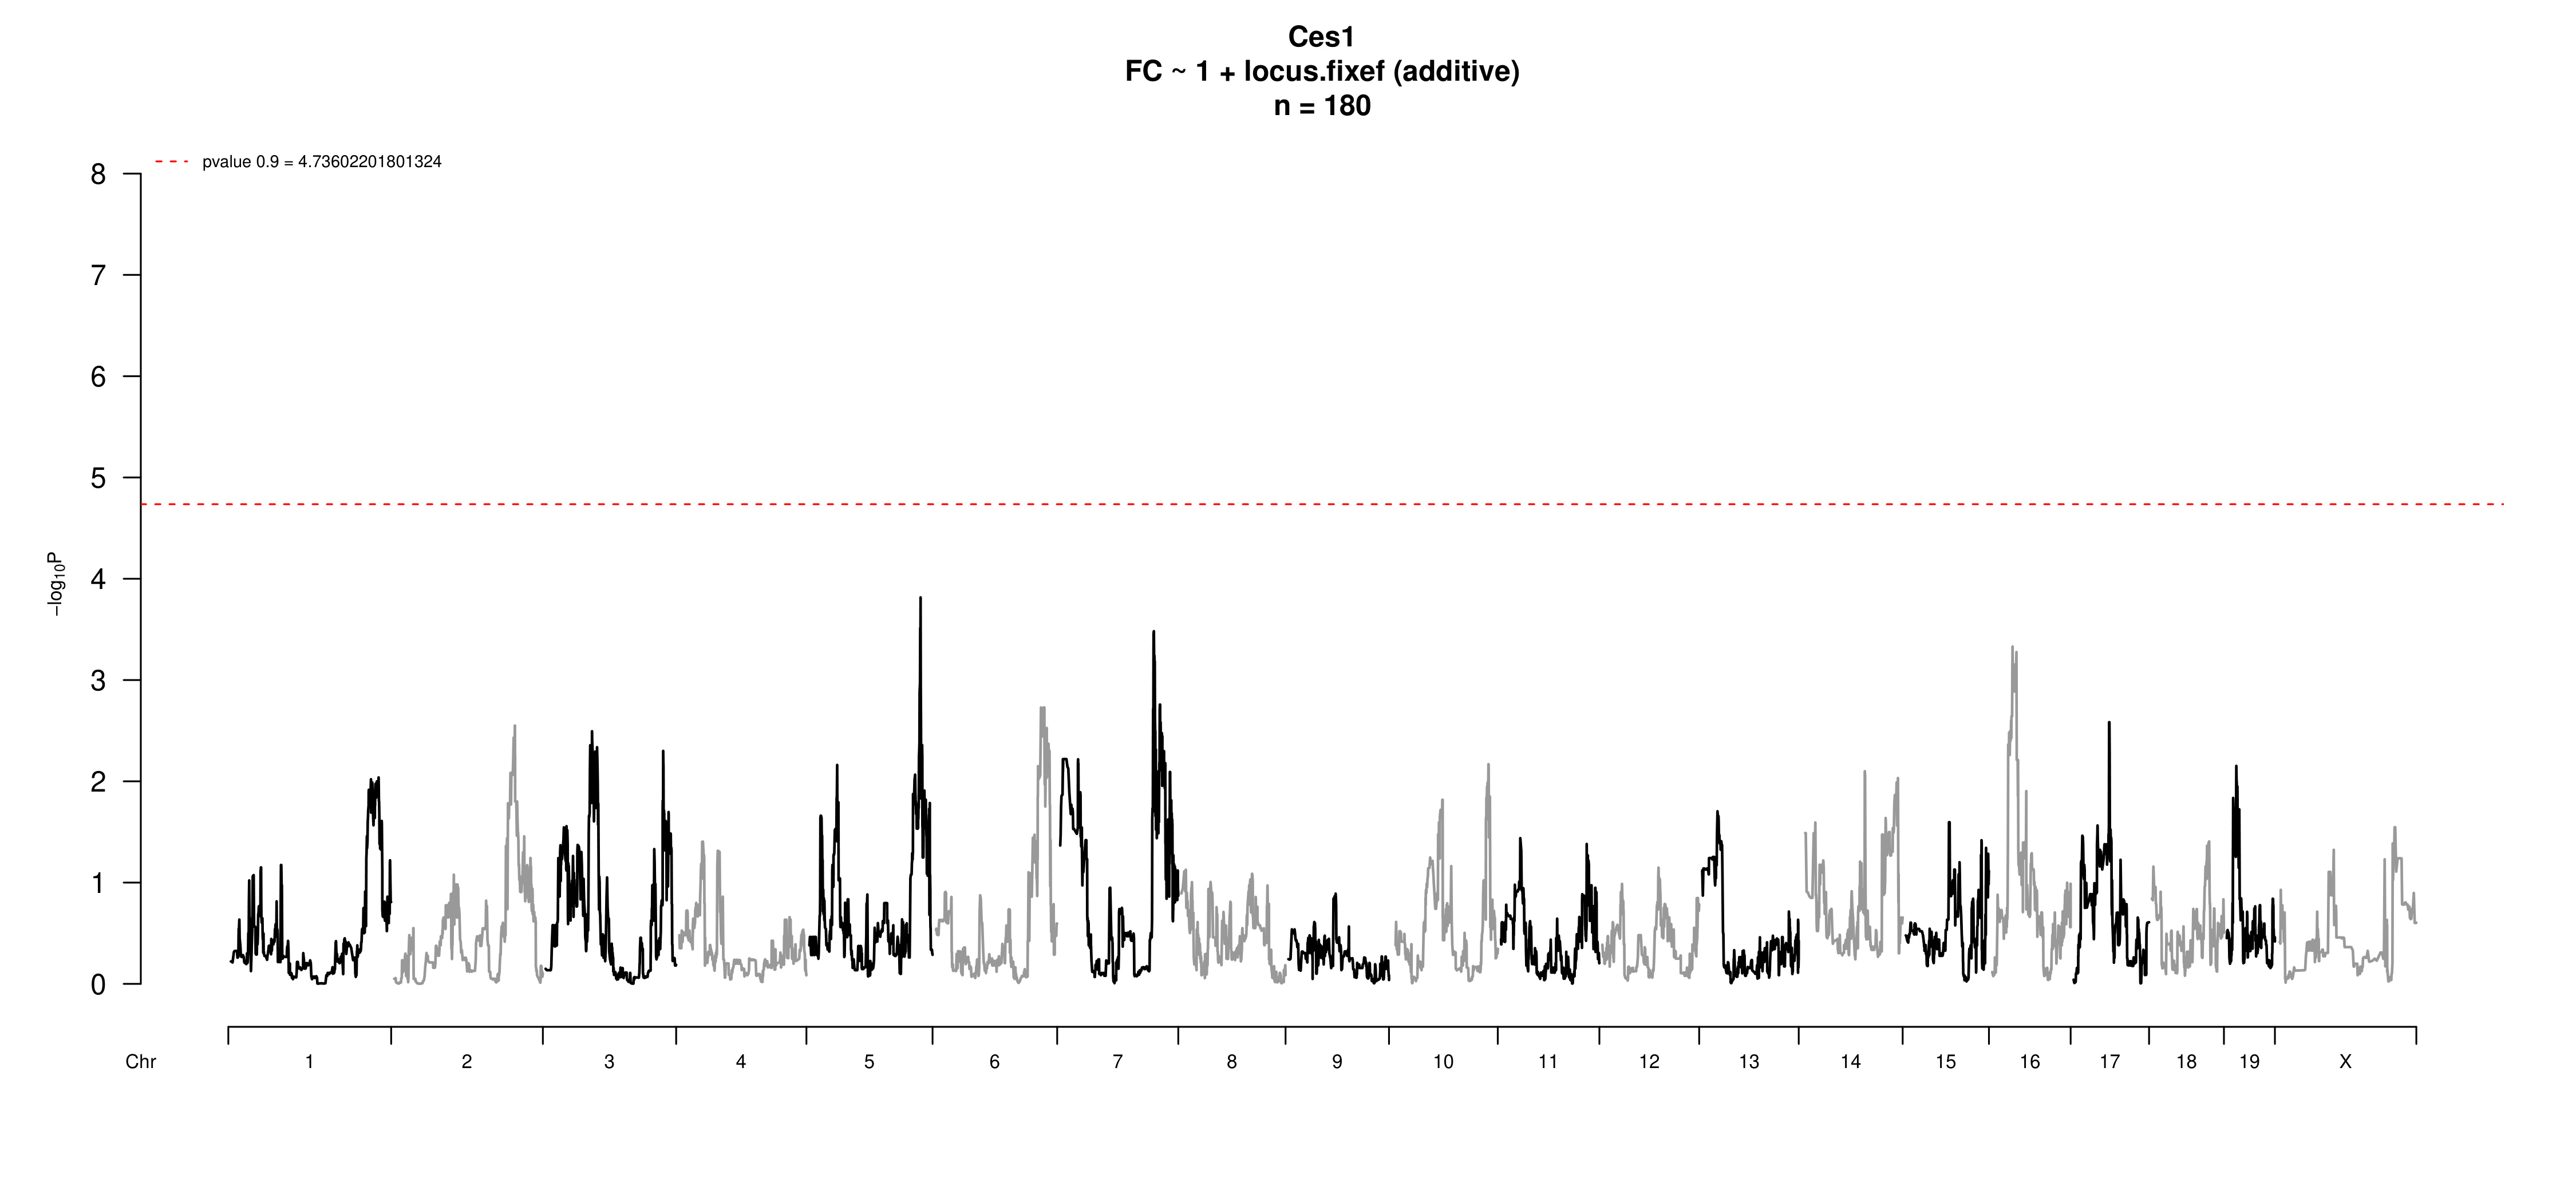 Ces1
FC ~ 1 + locus.fixef (additive)
n = 180
pvalue 0.9 = 4.73602201801324
8
7
6
5
4
3
2
1
0
−log10P
Chr 1 2 3 4 5 6 7 8 9 10 11 12 13 14 15 16 17 18 19 X